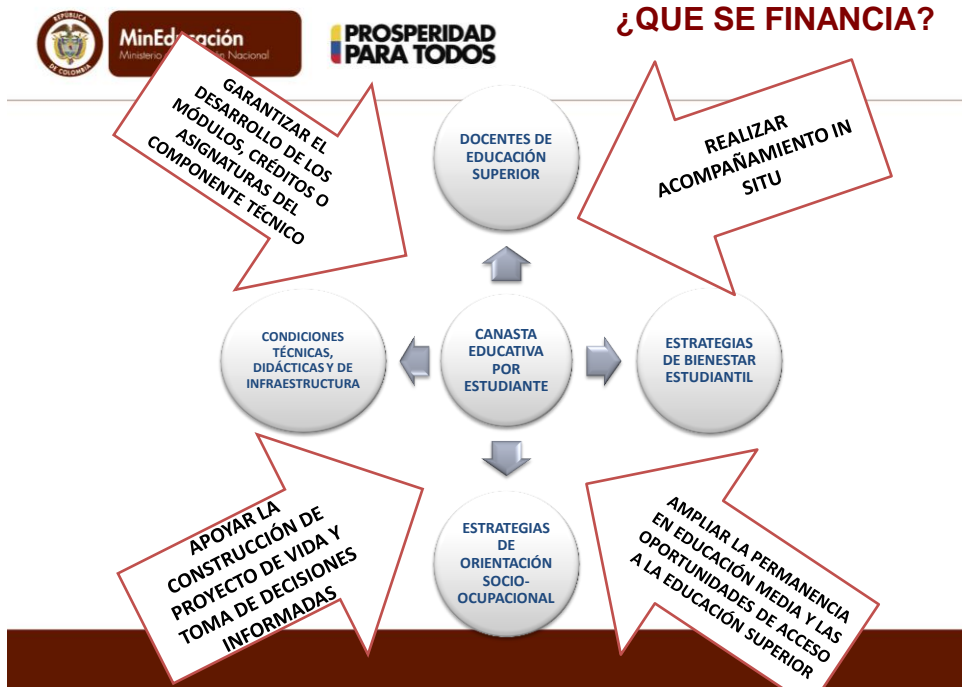 ¿QUE SE FINANCIA?
REPÚBLICA
DE COLOMBIA
MinEducación
Ministerio de Educación Nacional
PROSPERIDAD
PARA TODOS
GARANTIZAR EL
DESARROLLO DE LOS
MÓDULOS, CRÉDITOS O
ASIGNATURAS DEL
COMPONENTE TÉCNICO
DOCENTES DE
EDUCACIÓN
SUPERIOR
REALIZAR
ACOMPAÑAMIENTO IN
SITU
CONDICIONES
TÉCNICAS,
DIDÁCTICAS Y DE
INFRAESTRUCTURA
CANASTA
EDUCATIVA
POR
ESTUDIANTE
ESTRATEGIAS
DE BIENESTAR
ESTUDIANTIL
APOYAR LA
CONSTRUCCIÓN DE
PROYECTO DE VIDA Y
TOMA DE DECISIONES
INFORMADAS
ESTRATEGIAS
DE
ORIENTACIÓN
SOCIO-
OCUPACIONAL
AMPLIAR LA PERMANENCIA
EN EDUCACIÓN MEDIA Y LAS
OPORTUNIDADES DE ACCESO
A LA EDUCACIÓN SUPERIOR